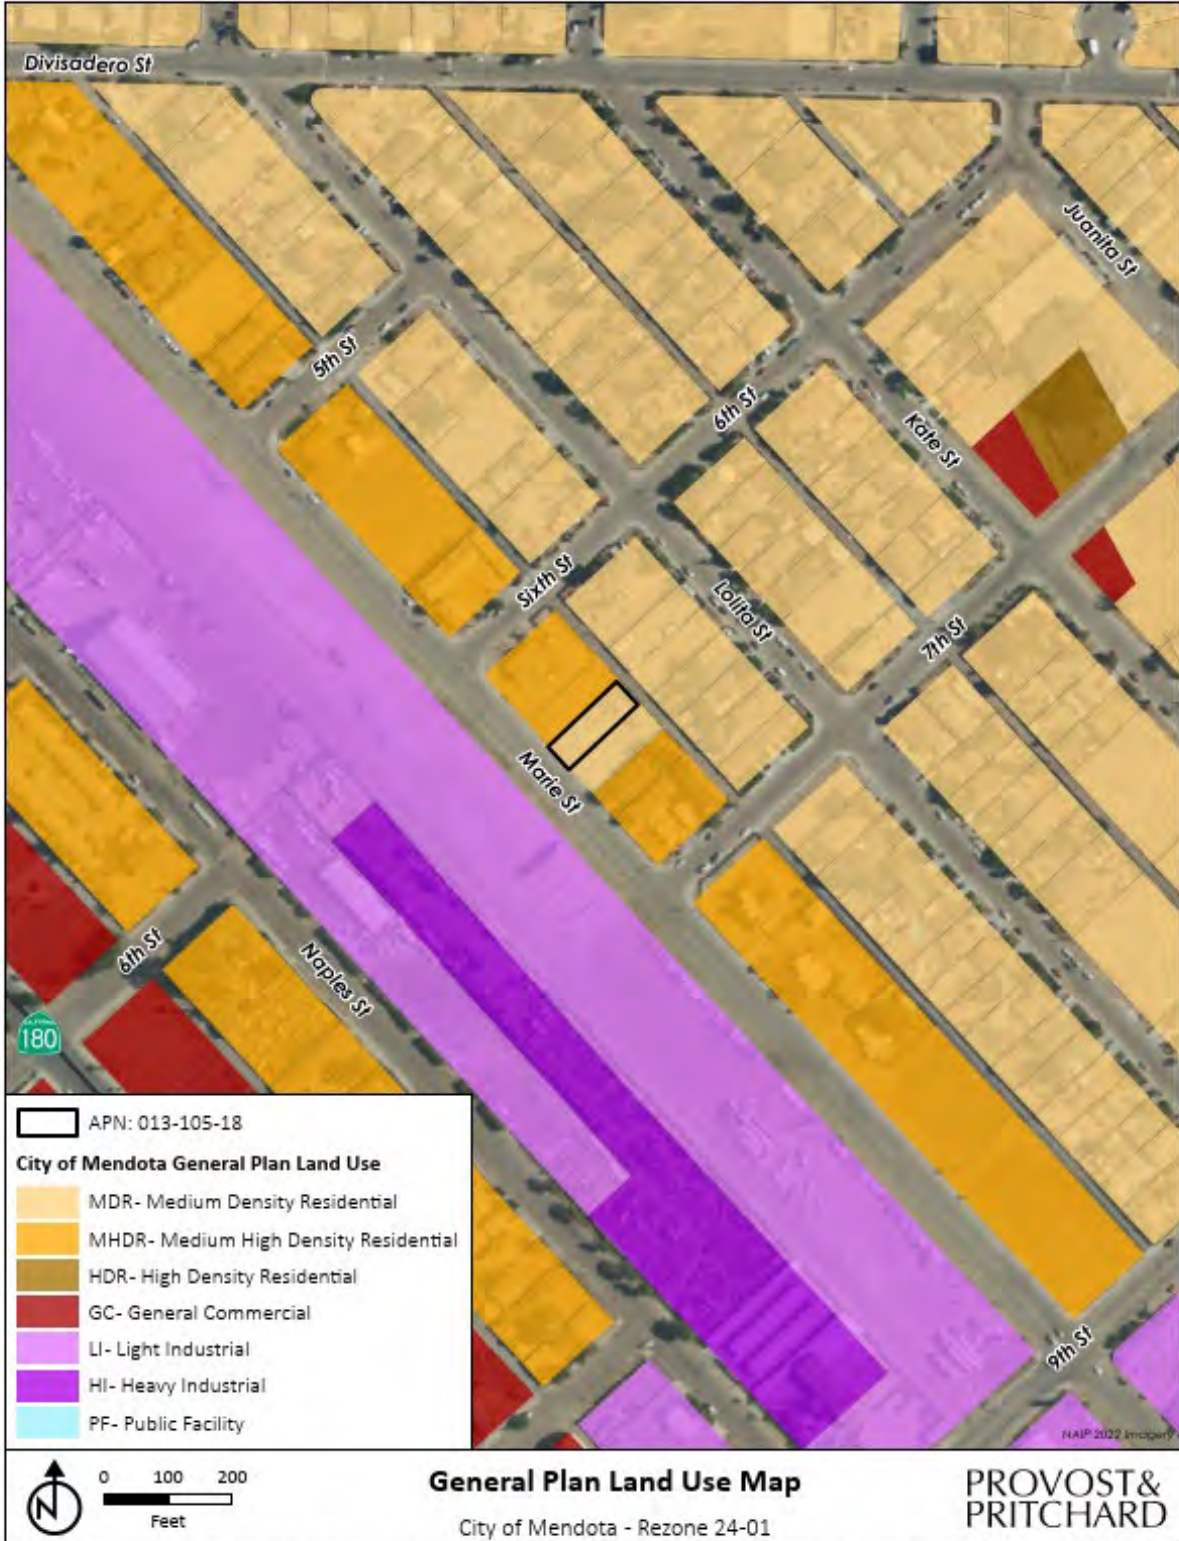 Divisadero St
Juanita St
5th St
6th St
Kate St
Sixth St
Lolita St
7th St
Marie St
6th St
Naples St
CALIFORNIA
180
9th St
APN: 013-105-18
City of Mendota General Plan Land Use
MDR- Medium Density Residential
MHDR- Medium High Density Residential
HDR- High Density Residential
GC- General Commercial
LI- Light Industrial
HI- Heavy Industrial
PF- Public Facility
NAIP 2022 Imagery
N
0 100 200
Feet
General Plan Land Use Map
City of Mendota - Rezone 24-01
PROVOST&
PRITCHARD